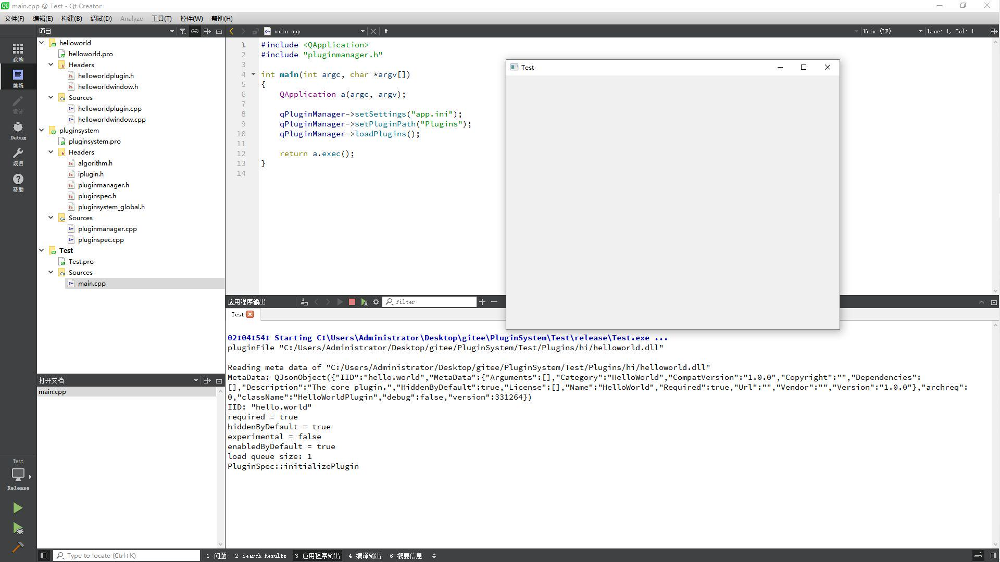 main.cpp @ Test - Qt Creator
文件(F) 编辑(E) 构建(B) 调试(D) Analyze 工具(T) 控件(W) 帮助(H)
项目
main.cpp
#
Unix (LF)
Line: 1, Col: 1
欢迎
编辑
设计
Debug
项目
帮助
helloworld
helloworld.pro
Headers
helloworldplugin.h
helloworldwindow.h
Sources
helloworldplugin.cpp
helloworldwindow.cpp
pluginsystem
pluginsystem.pro
Headers
algorithm.h
iplugin.h
pluginmanager.h
pluginspec.h
pluginsystem_global.h
Sources
pluginmanager.cpp
pluginspec.cpp
Test
Test.pro
Sources
main.cpp
1 #include <QApplication>
2 #include "pluginmanager.h"
3
4 int main(int argc, char *argv[])
5 {
6 QApplication a(argc, argv);
7
8 qPluginManager->setSettings("app.ini");
9 qPluginManager->setPluginPath("Plugins");
10 qPluginManager->loadPlugins();
11
12 return a.exec();
13 }
14
Test
应用程序输出
Filter
Test
02:04:54: Starting C:\Users\Administrator\Desktop\gitee\PluginSystem\Test\release\Test.exe ...
pluginFile "C:/Users/Administrator/Desktop/gitee/PluginSystem/Test/Plugins/hi/helloworld.dll"
Reading meta data of "C:/Users/Administrator/Desktop/gitee/PluginSystem/Test/Plugins/hi/helloworld.dll"
MetaData: QJsonObject({"IID":"hello.world","MetaData":{"Arguments":[],"Category":"HelloWorld","CompatVersion":"1.0.0","Copyright":"","Dependencies":
[],"Description":"The core plugin.","HiddenByDefault":true,"License":[],"Name":"HelloWorld","Required":true,"Url":"","Vendor":"","Version":"1.0.0"},"archreq":
0,"className":"HelloWorldPlugin","debug":false,"version":331264})
IID: "hello.world"
required = true
hiddenByDefault = true
experimental = false
enabledByDefault = true
load queue size: 1
PluginSpec::initializePlugin
打开文档
main.cpp
Test
Release
Type to locate (Ctrl+K)
1 问题 2 Search Results 3 应用程序输出 4 编译输出 6 概要信息